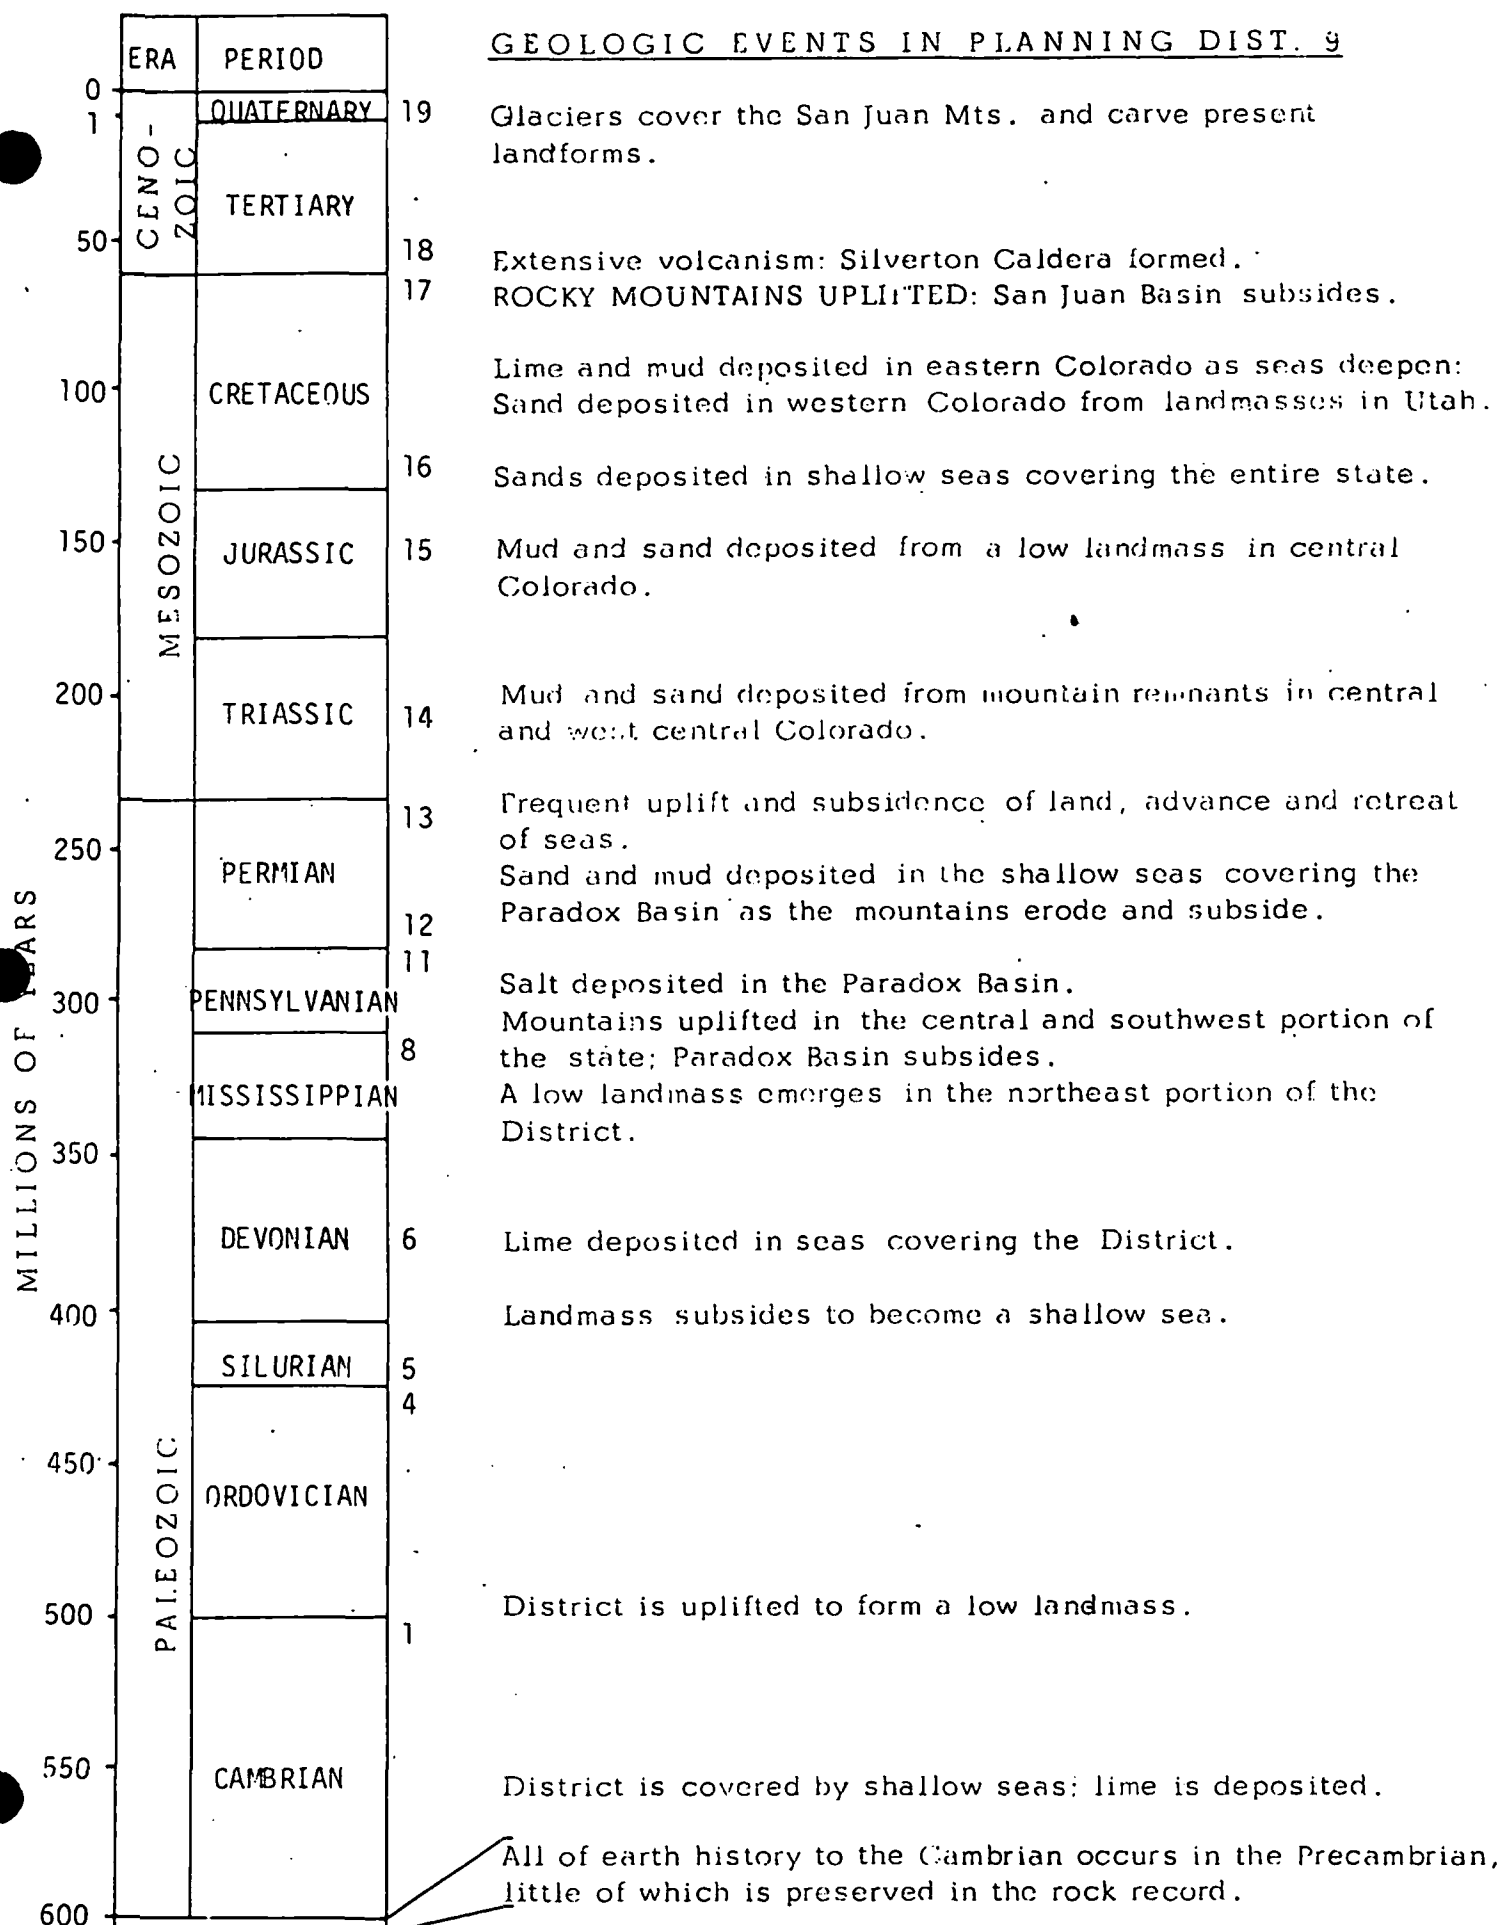 GEOLOGIC EVENTS IN PLANNING DIST. 9
ERA PERIOD
0
1
QUATERNARY 19 Glaciers cover the San Juan Mts. and carve present
landforms.
CENO-
ZOIC
TERTIARY
50
18 Extensive volcanism: Silverton Caldera formed.
17 ROCKY MOUNTAINS UPLIFTED: San Juan Basin subsides.
Lime and mud deposited in eastern Colorado as seas deepen:
100 CRETACEOUS Sand deposited in western Colorado from landmasses in Utah.
16 Sands deposited in shallow seas covering the entire state.
MESOZOIC
150 JURASSIC 15 Mud and sand deposited from a low landmass in central
Colorado.
200 TRIASSIC 14 Mud and sand deposited from mountain remnants in central
and west central Colorado.
13 Frequent uplift and subsidence of land, advance and retreat
of seas.
250 PERMIAN Sand and mud deposited in the shallow seas covering the
12 Paradox Basin as the mountains erode and subside.
11
Salt deposited in the Paradox Basin.
300 PENNSYLVANIAN Mountains uplifted in the central and southwest portion of
8 the state; Paradox Basin subsides.
MISSISSIPPIAN A low landmass emerges in the northeast portion of the
District.
MILLIONS OF YEARS
350
DEVONIAN 6 Lime deposited in seas covering the District.
400 Landmass subsides to become a shallow sea.
SILURIAN 5
4
450
ORDOVICIAN
PALEOZOIC
500 District is uplifted to form a low landmass.
1
550 CAMBRIAN District is covered by shallow seas; lime is deposited.
All of earth history to the Cambrian occurs in the Precambrian,
little of which is preserved in the rock record.
600